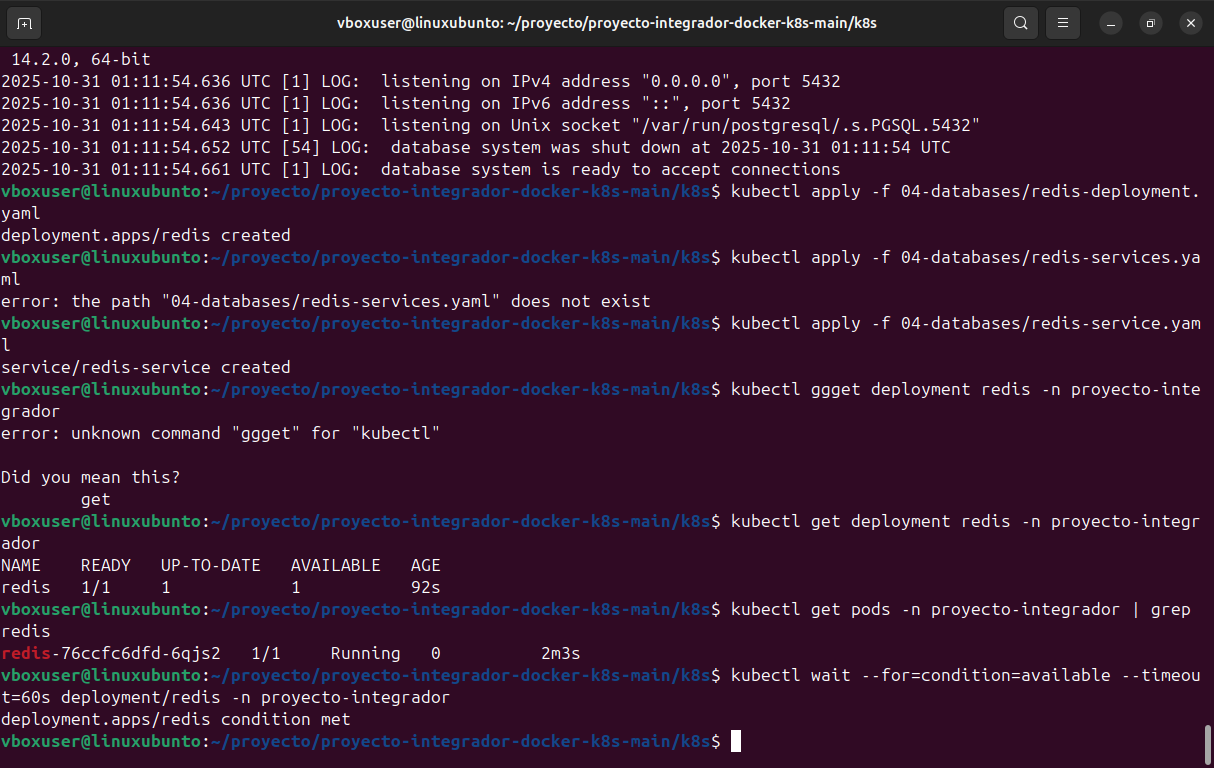 vboxuser@linuxubunto: ~/proyecto/proyecto-integrador-docker-k8s-main/k8s
 14.2.0, 64-bit
2025-10-31 01:11:54.636 UTC [1] LOG:  listening on IPv4 address "0.0.0.0", port 5432
2025-10-31 01:11:54.636 UTC [1] LOG:  listening on IPv6 address "::", port 5432
2025-10-31 01:11:54.643 UTC [1] LOG:  listening on Unix socket "/var/run/postgresql/.s.PGSQL.5432"
2025-10-31 01:11:54.652 UTC [54] LOG:  database system was shut down at 2025-10-31 01:11:54 UTC
2025-10-31 01:11:54.661 UTC [1] LOG:  database system is ready to accept connections
vboxuser@linuxubunto:~/proyecto/proyecto-integrador-docker-k8s-main/k8s$ kubectl apply -f 04-databases/redis-deployment.
yaml
deployment.apps/redis created
vboxuser@linuxubunto:~/proyecto/proyecto-integrador-docker-k8s-main/k8s$ kubectl apply -f 04-databases/redis-services.ya
ml
error: the path "04-databases/redis-services.yaml" does not exist
vboxuser@linuxubunto:~/proyecto/proyecto-integrador-docker-k8s-main/k8s$ kubectl apply -f 04-databases/redis-service.yam
l
service/redis-service created
vboxuser@linuxubunto:~/proyecto/proyecto-integrador-docker-k8s-main/k8s$ kubectl ggget deployment redis -n proyecto-inte
grador
error: unknown command "ggget" for "kubectl"

Did you mean this?
        get
vboxuser@linuxubunto:~/proyecto/proyecto-integrador-docker-k8s-main/k8s$ kubectl get deployment redis -n proyecto-integr
ador
NAME    READY   UP-TO-DATE   AVAILABLE   AGE
redis   1/1     1            1           92s
vboxuser@linuxubunto:~/proyecto/proyecto-integrador-docker-k8s-main/k8s$ kubectl get pods -n proyecto-integrador | grep
redis
redis-76ccfc6dfd-6qjs2   1/1     Running   0          2m3s
vboxuser@linuxubunto:~/proyecto/proyecto-integrador-docker-k8s-main/k8s$ kubectl wait --for=condition=available --timeou
t=60s deployment/redis -n proyecto-integrador
deployment.apps/redis condition met
vboxuser@linuxubunto:~/proyecto/proyecto-integrador-docker-k8s-main/k8s$